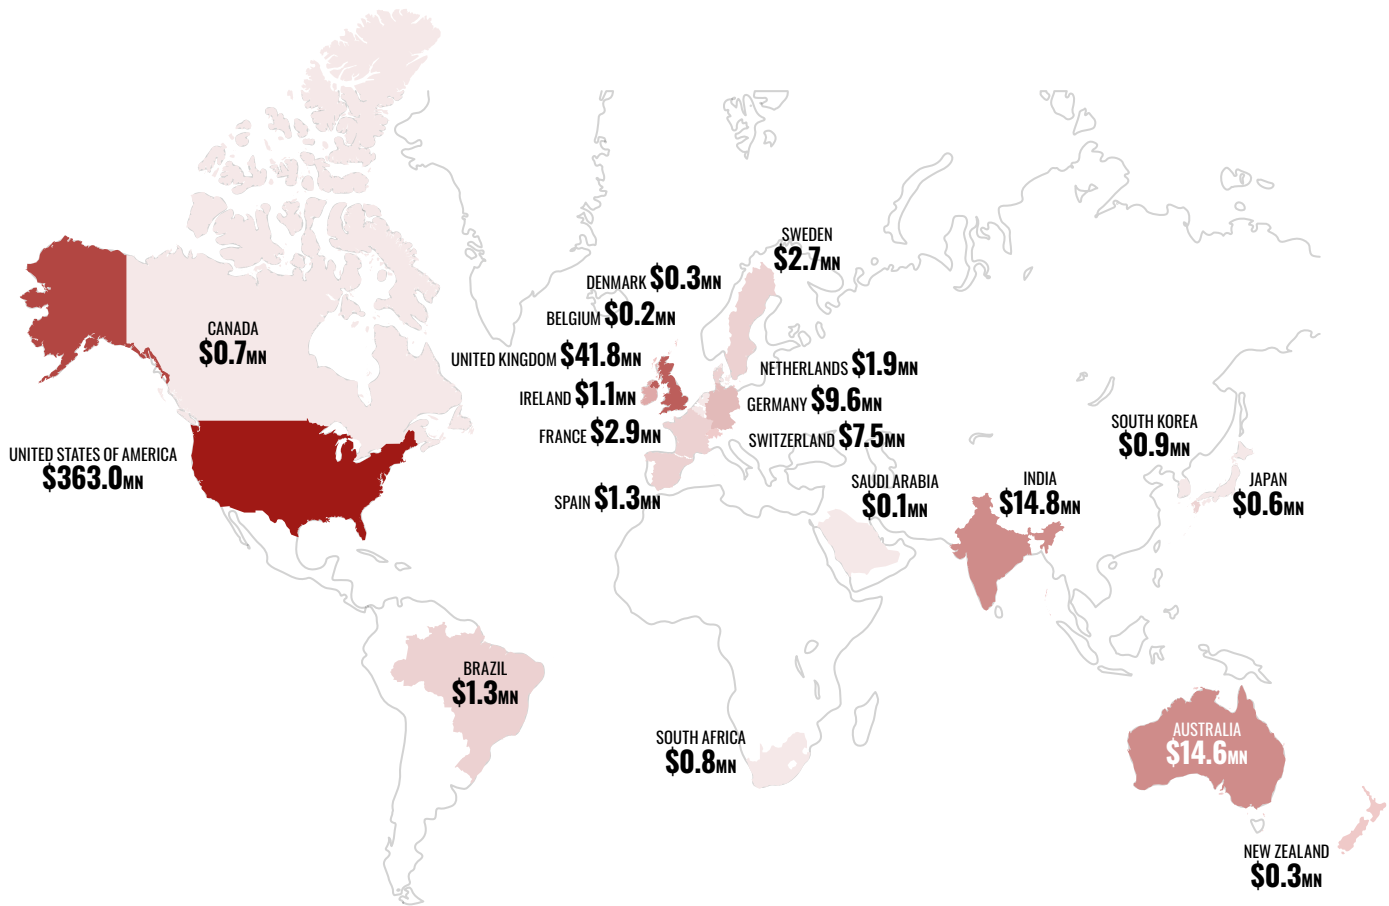 SWEDEN
$2.7MN
DENMARK $0.3MN
BELGIUM $0.2MN
CANADA
$0.7MN
UNITED KINGDOM $41.8MN
NETHERLANDS $1.9MN
IRELAND $1.1MN
GERMANY $9.6MN
FRANCE $2.9MN
SWITZERLAND $7.5MN
SOUTH KOREA
$0.9MN
UNITED STATES OF AMERICA
$363.0MN
SPAIN $1.3MN
SAUDI ARABIA
$0.1MN
INDIA
$14.8MN
JAPAN
$0.6MN
BRAZIL
$1.3MN
SOUTH AFRICA
$0.8MN
AUSTRALIA
$14.6MN
NEW ZEALAND
$0.3MN